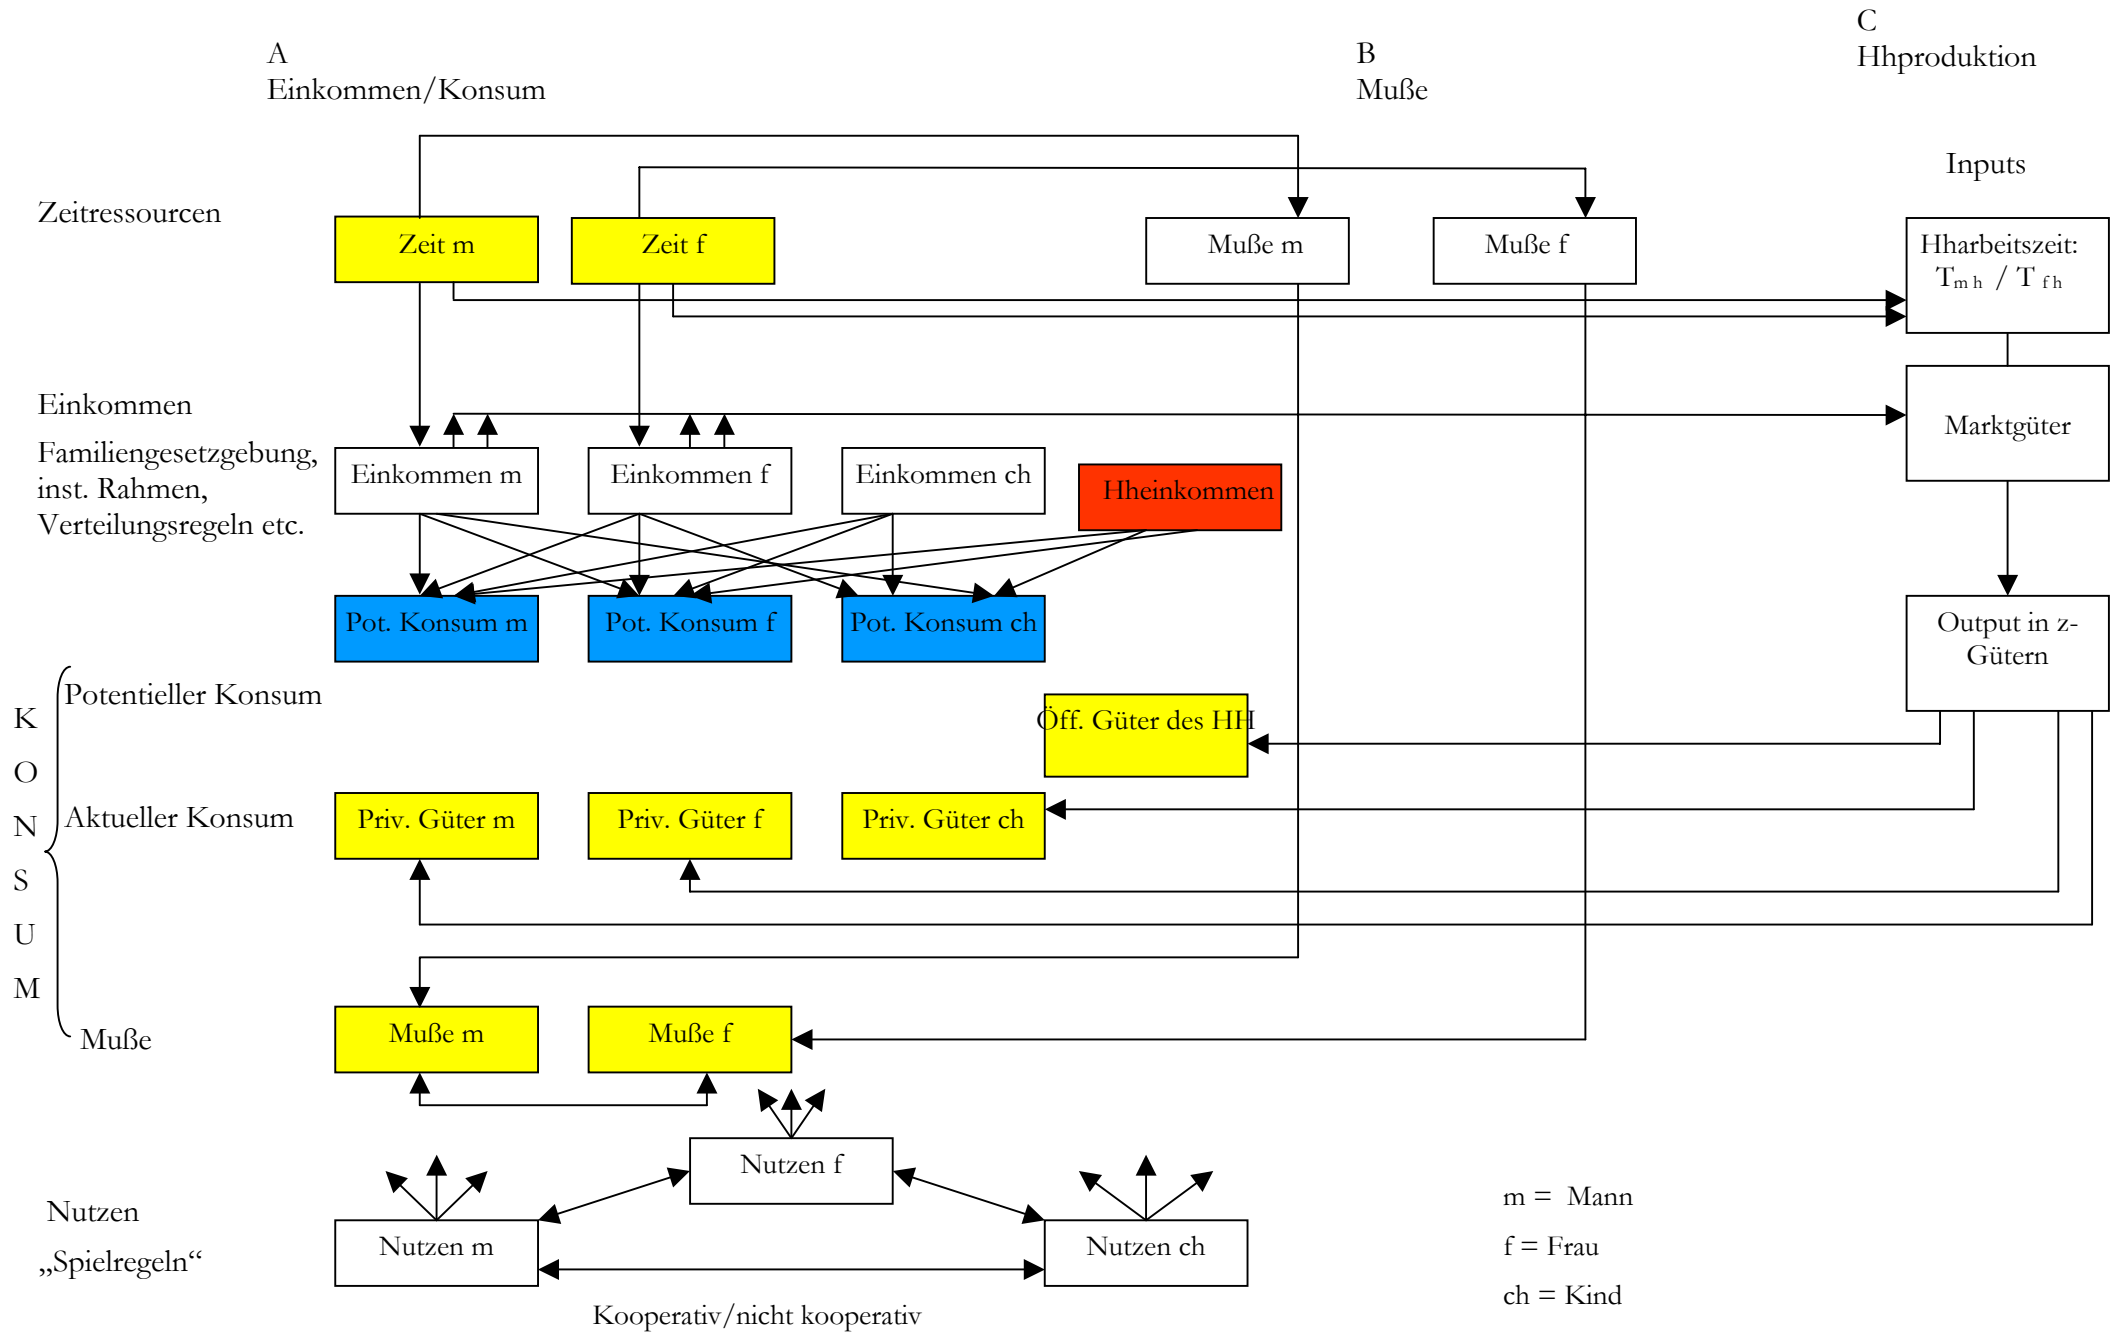 A
Einkommen/Konsum
B
Muße
C
Hhproduktion
Inputs
Zeitressourcen
Zeit m
Zeit f
Muße m
Muße f
Hharbeitszeit:
Tm h / T f h
Einkommen
Familiengesetzgebung,
inst. Rahmen,
Verteilungsregeln etc.
Einkommen m
Einkommen f
Einkommen ch
Hheinkommen
Marktgüter
Pot. Konsum m
Pot. Konsum f
Pot. Konsum ch
Output in z-
Gütern
K
O
N
S
U
M
Potentieller Konsum
Öff. Güter des HH
Aktueller Konsum
Priv. Güter m
Priv. Güter f
Priv. Güter ch
Muße
Muße m
Muße f
Nutzen
„Spielregeln“
Nutzen f
Nutzen m
Nutzen ch
Kooperativ/nicht kooperativ
m = Mann
f = Frau
ch = Kind